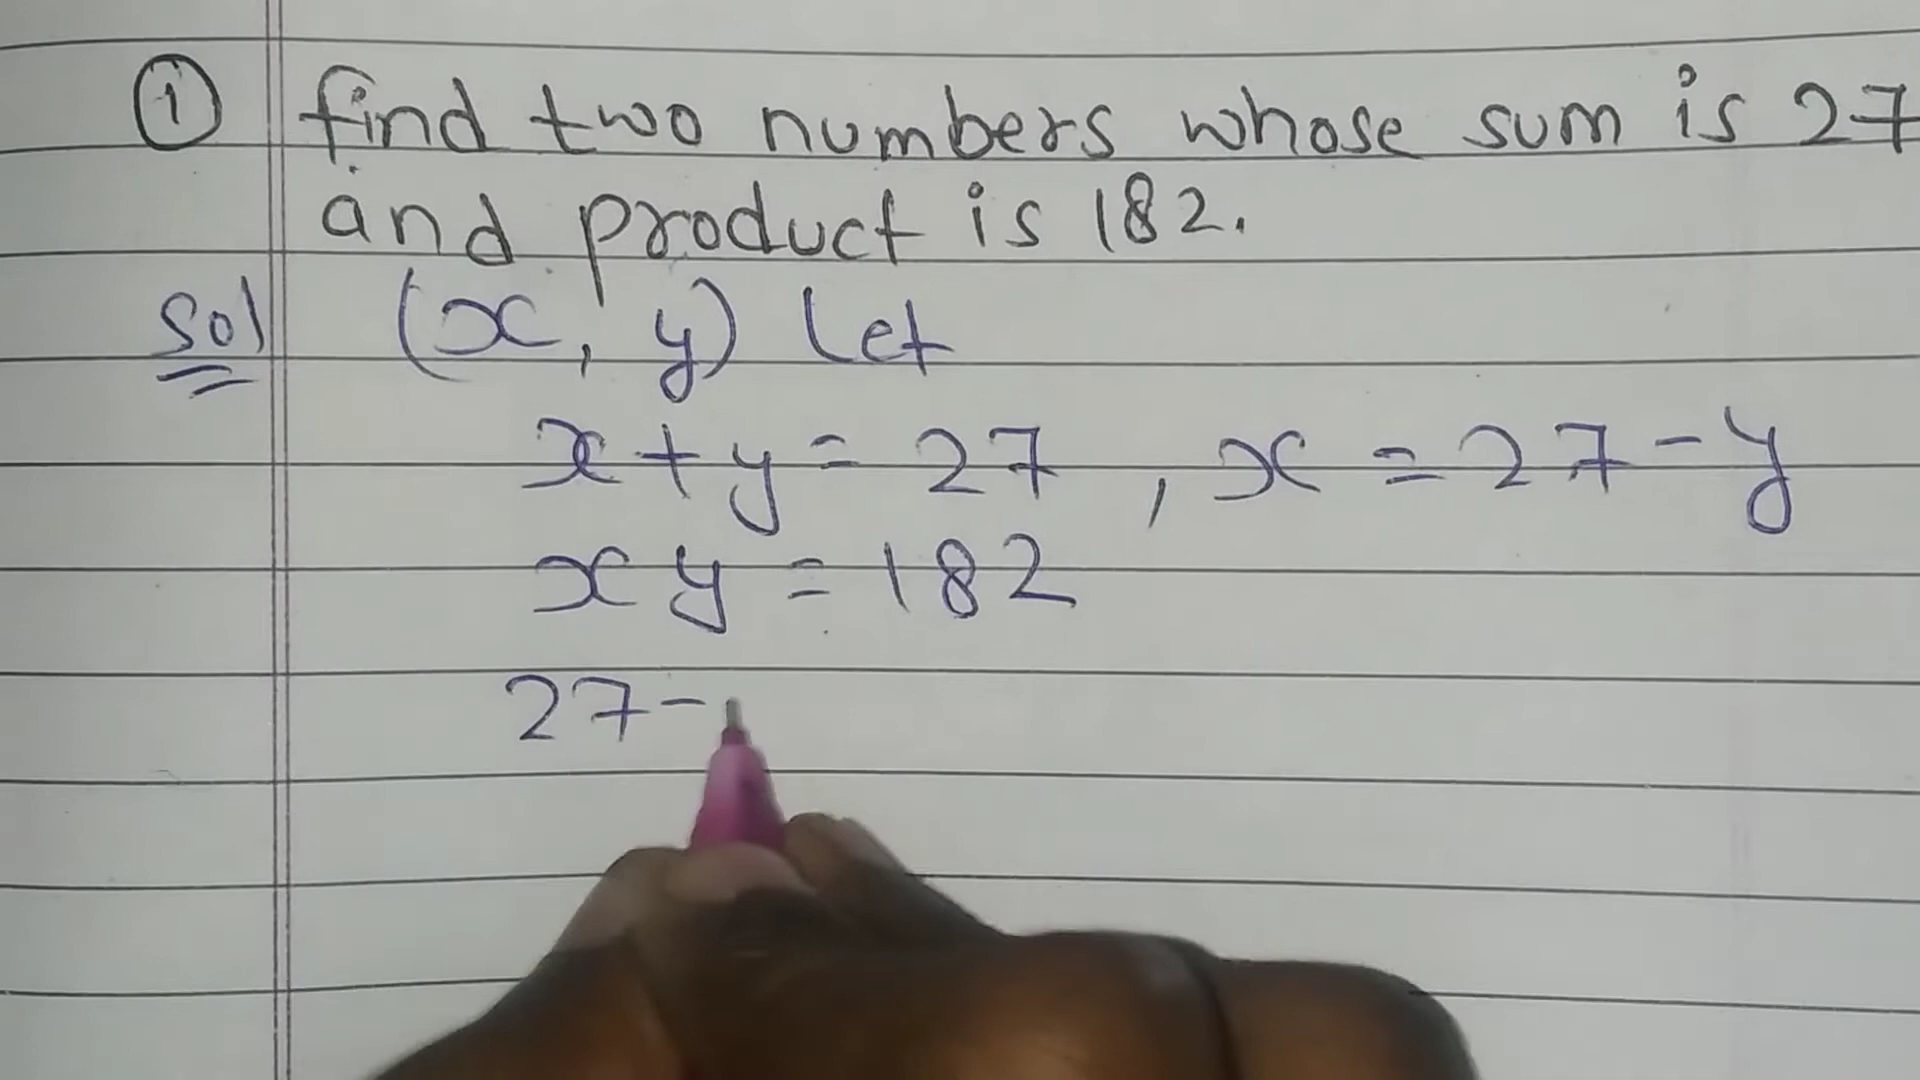 ① find two numbers whose sum is 27
and product is 182.
Sol (x, y) Let
x + y = 27 , x = 27 - y
xy = 182
27 -